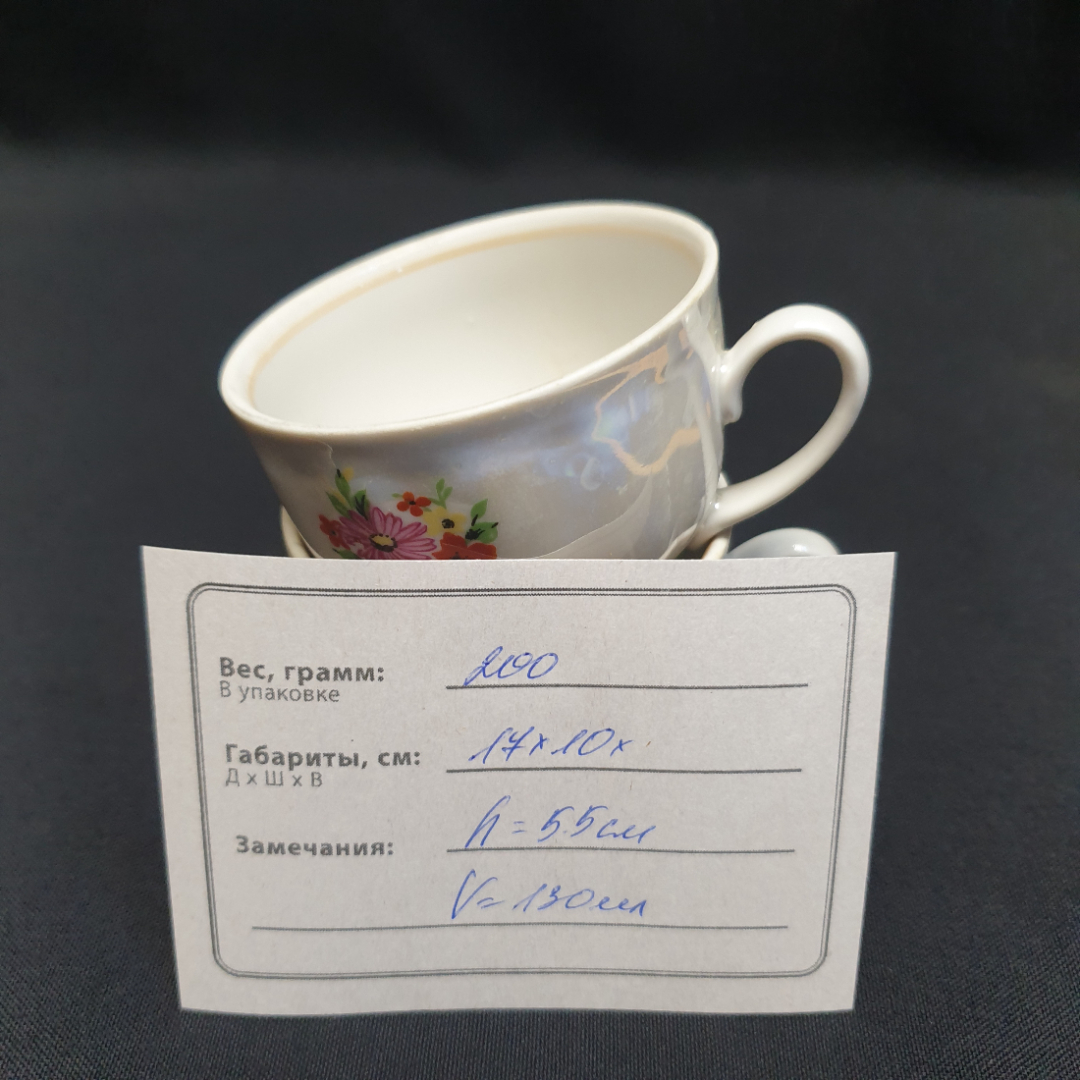 Вес, грамм: 200
В упаковке
Габариты, см: 17х10х
Д х Ш х В
Замечания: h = 5.5см
V = 130мл